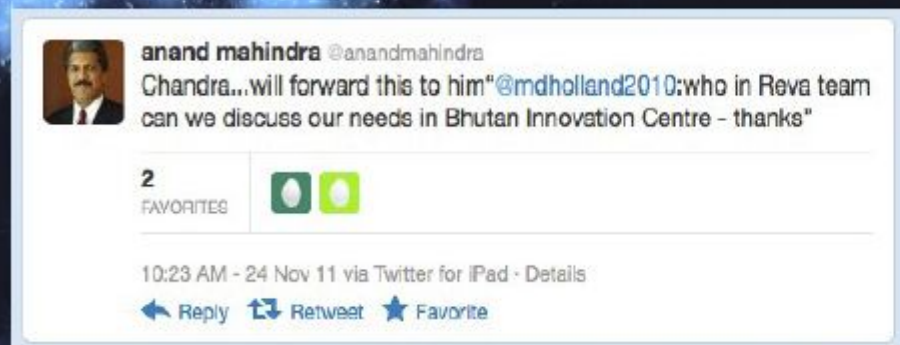 anand mahindra @anandmahindra
Chandra...will forward this to him"@mdholland2010:who in Reva team
can we discuss our needs in Bhutan Innovation Centre - thanks"
2
FAVORITES
10:23 AM - 24 Nov 11 via Twitter for iPad · Details
Reply Retweet Favorite